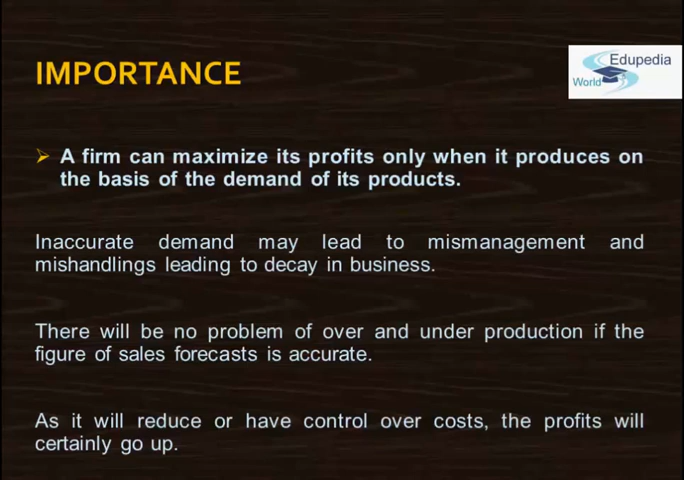 IMPORTANCE
Edupedia
World
A firm can maximize its profits only when it produces on
the basis of the demand of its products.
Inaccurate demand may lead to mismanagement and
mishandlings leading to decay in business.
There will be no problem of over and under production if the
figure of sales forecasts is accurate.
As it will reduce or have control over costs, the profits will
certainly go up.